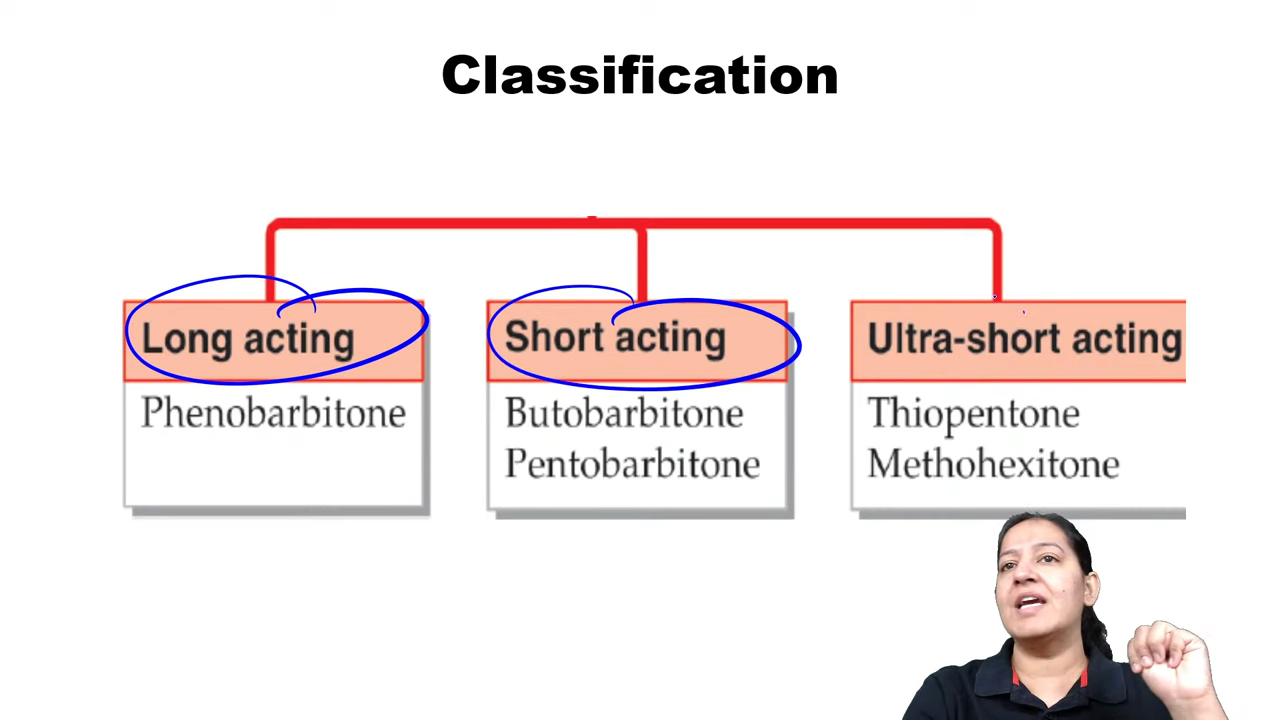 Classification
Long acting
Phenobarbitone
Short acting
Butobarbitone
Pentobarbitone
Ultra-short acting
Thiopentone
Methohexitone